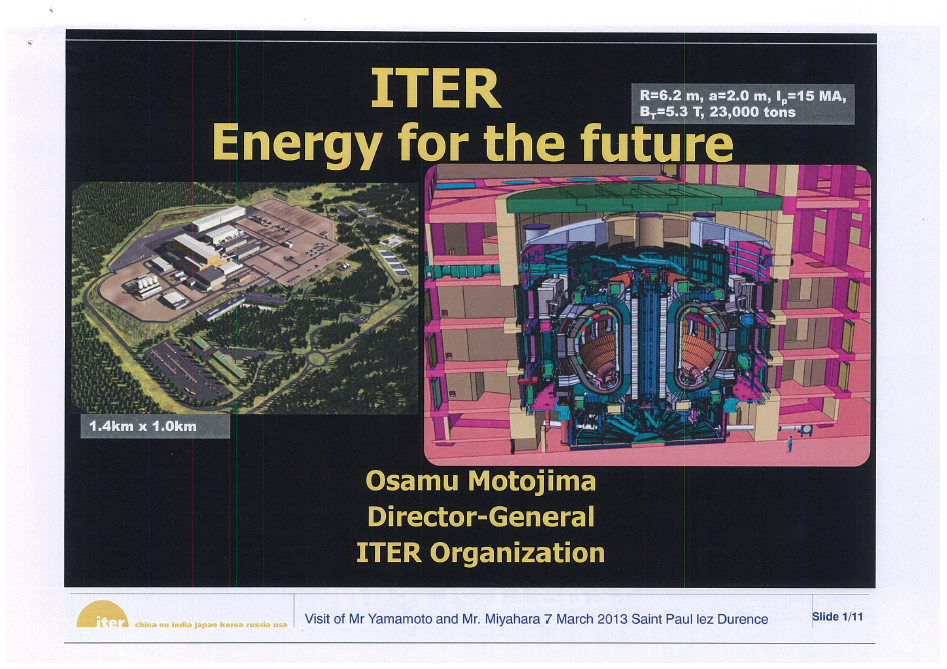 ITER
Energy for the future
R=6.2 m, a=2.0 m, Ip=15 MA,
BT=5.3 T, 23,000 tons
1.4km x 1.0km
Osamu Motojima
Director-General
ITER Organization
iter china eu india japan korea russia usa
Visit of Mr Yamamoto and Mr. Miyahara 7 March 2013 Saint Paul lez Durence
Slide 1/11